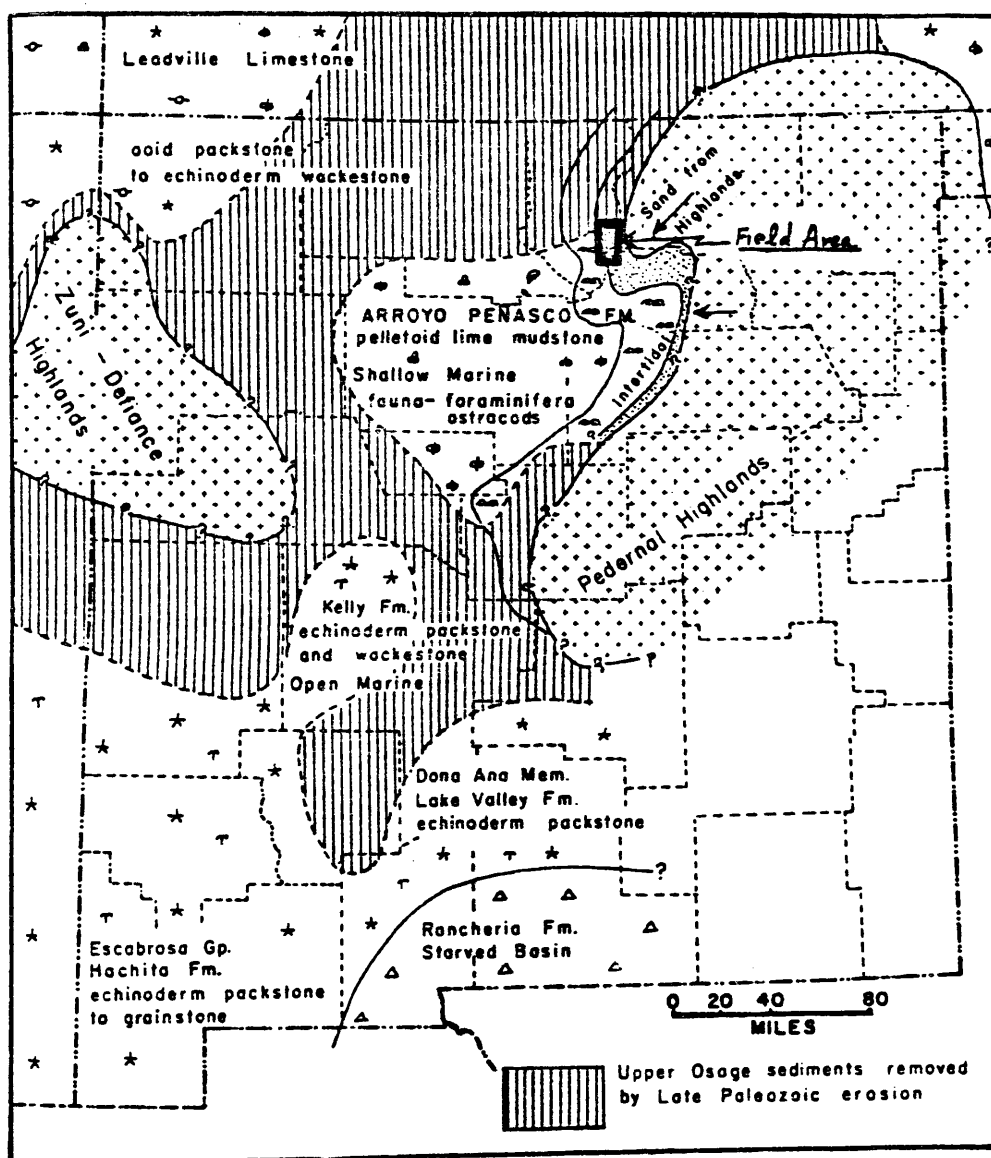 Leadville Limestone
ooid packstone
to echinoderm wackestone
Sand from
Highlands
Field Area
Zuni - Defiance
Highlands
ARROYO PEÑASCO FM.
pelletoid lime mudstone
Shallow Marine
fauna-foraminifera
ostracods
Intertidal
Pedernal Highlands
Kelly Fm.
echinoderm packstone
and wackestone
Open Marine
Dona Ana Mem.
Lake Valley Fm.
echinoderm packstone
Rancheria Fm.
Starved Basin
Escabrosa Gp.
Hachita Fm.
echinoderm packstone
to grainstone
?
0 20 40 80
MILES
Upper Osage sediments removed
by Late Paleozoic erosion